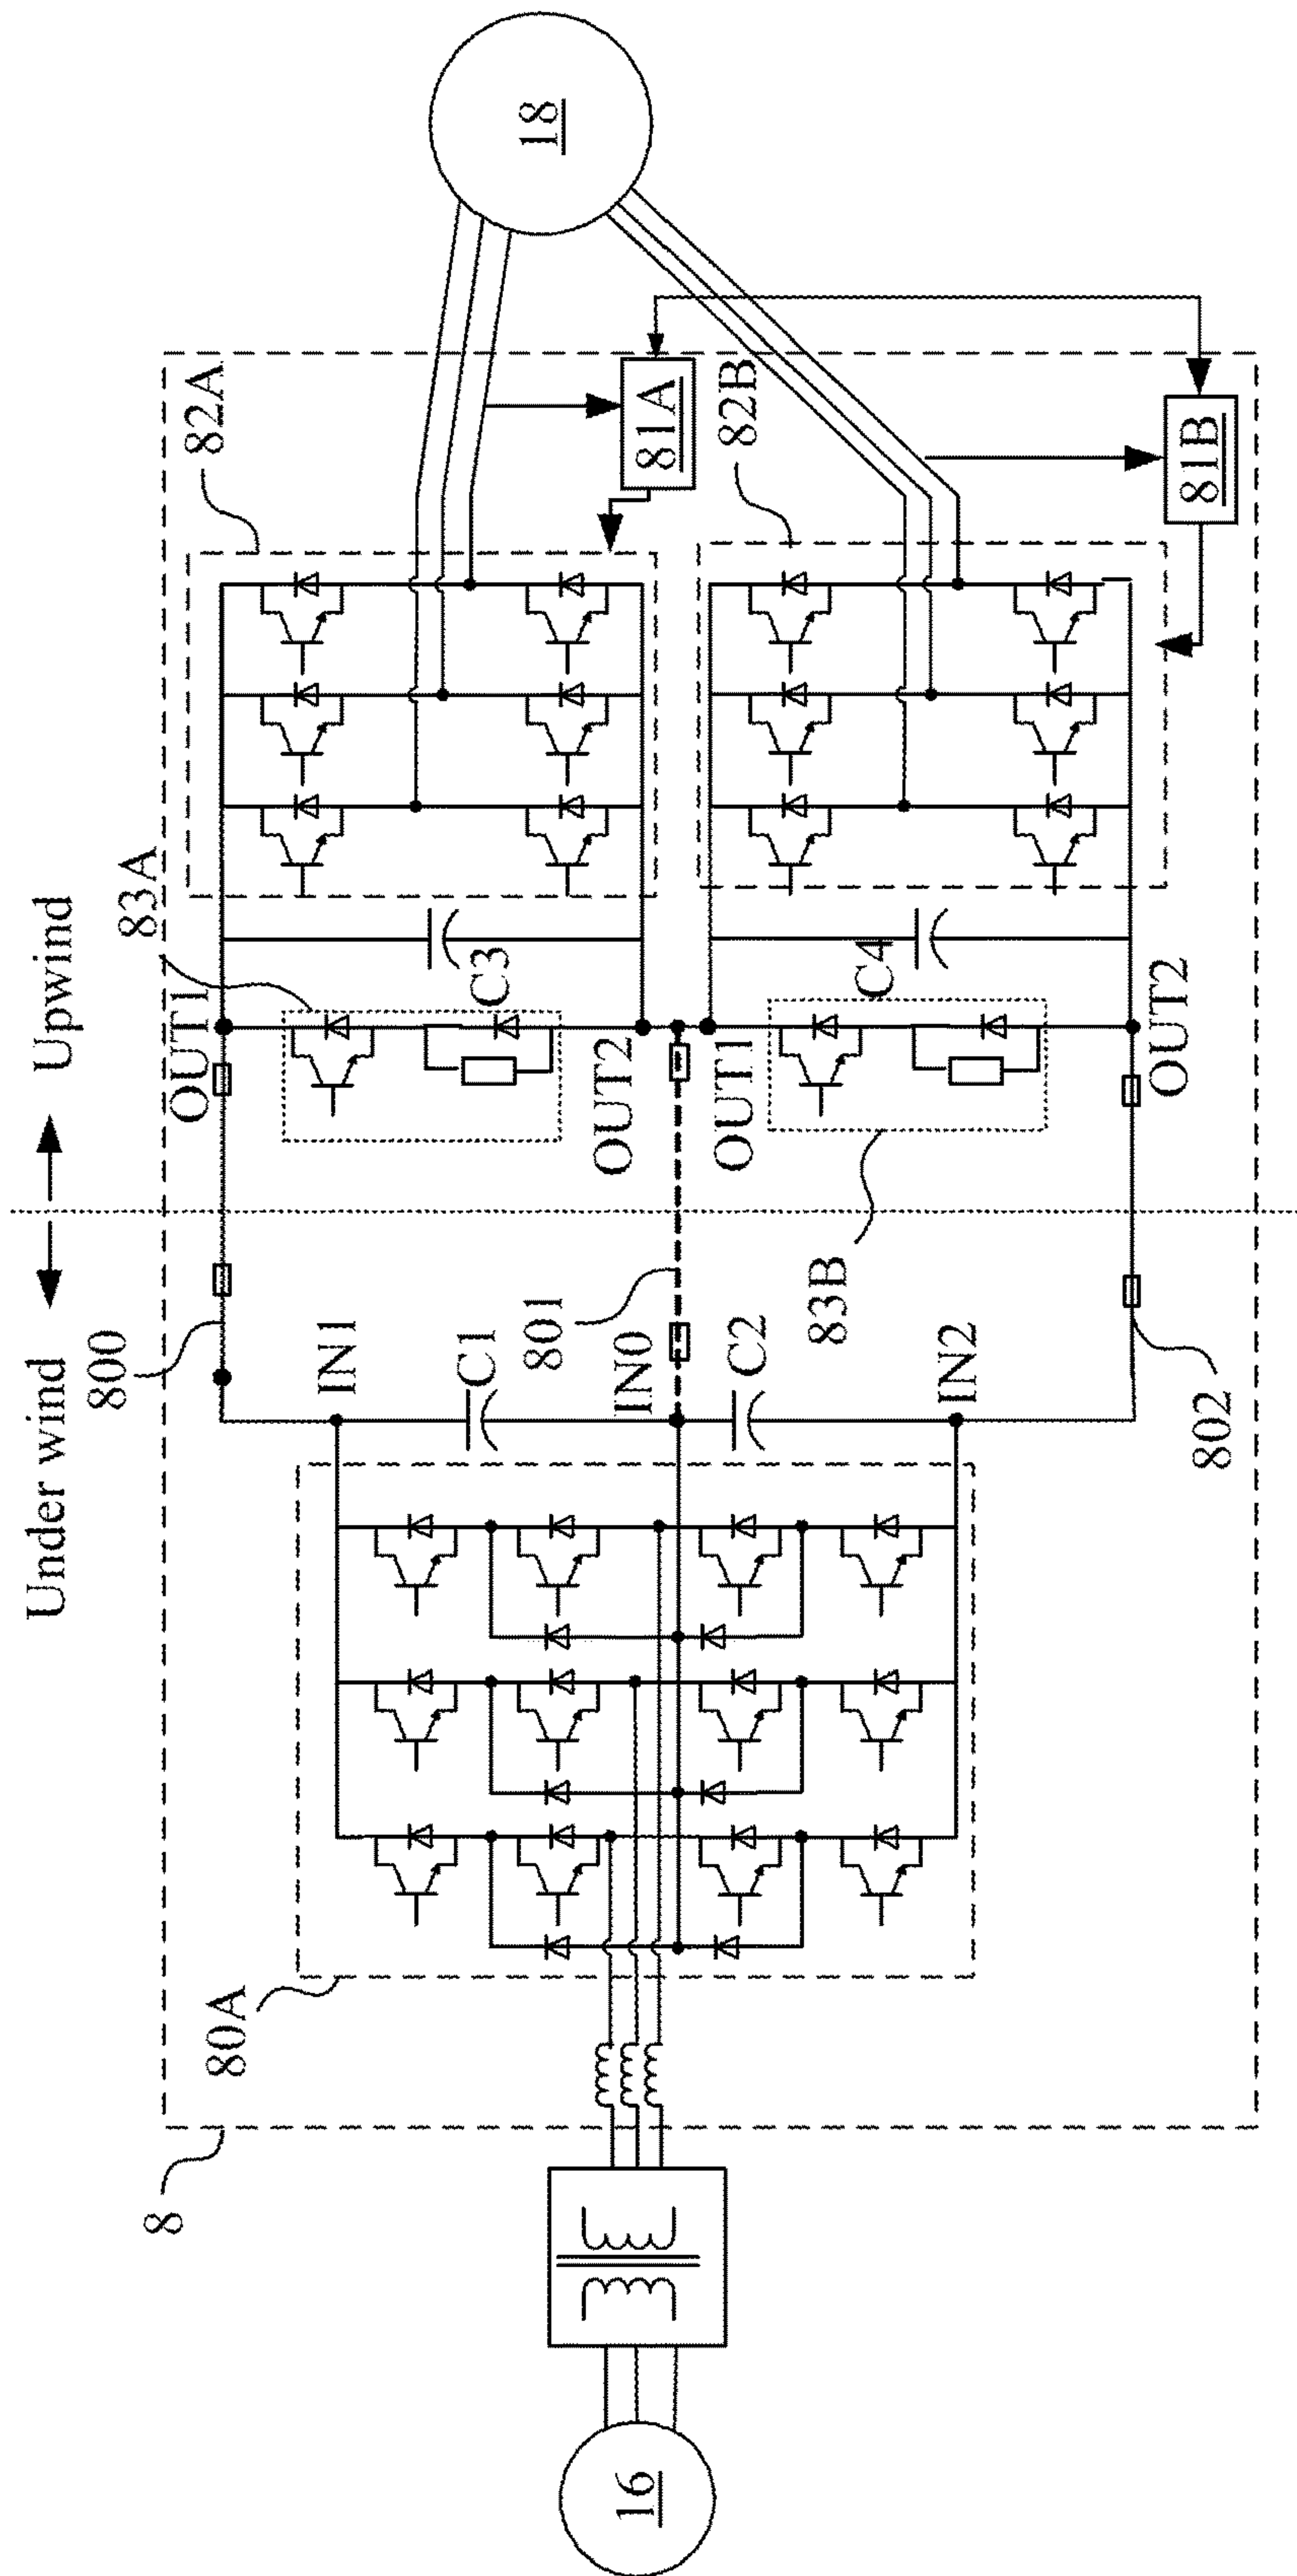 Under wind
Upwind
8
80A
800
IN1
C1
801
IN0
C2
IN2
802
OUT1
83A
C3
OUT2
OUT1
83B
C4
OUT2
82A
81A
82B
81B
16
18